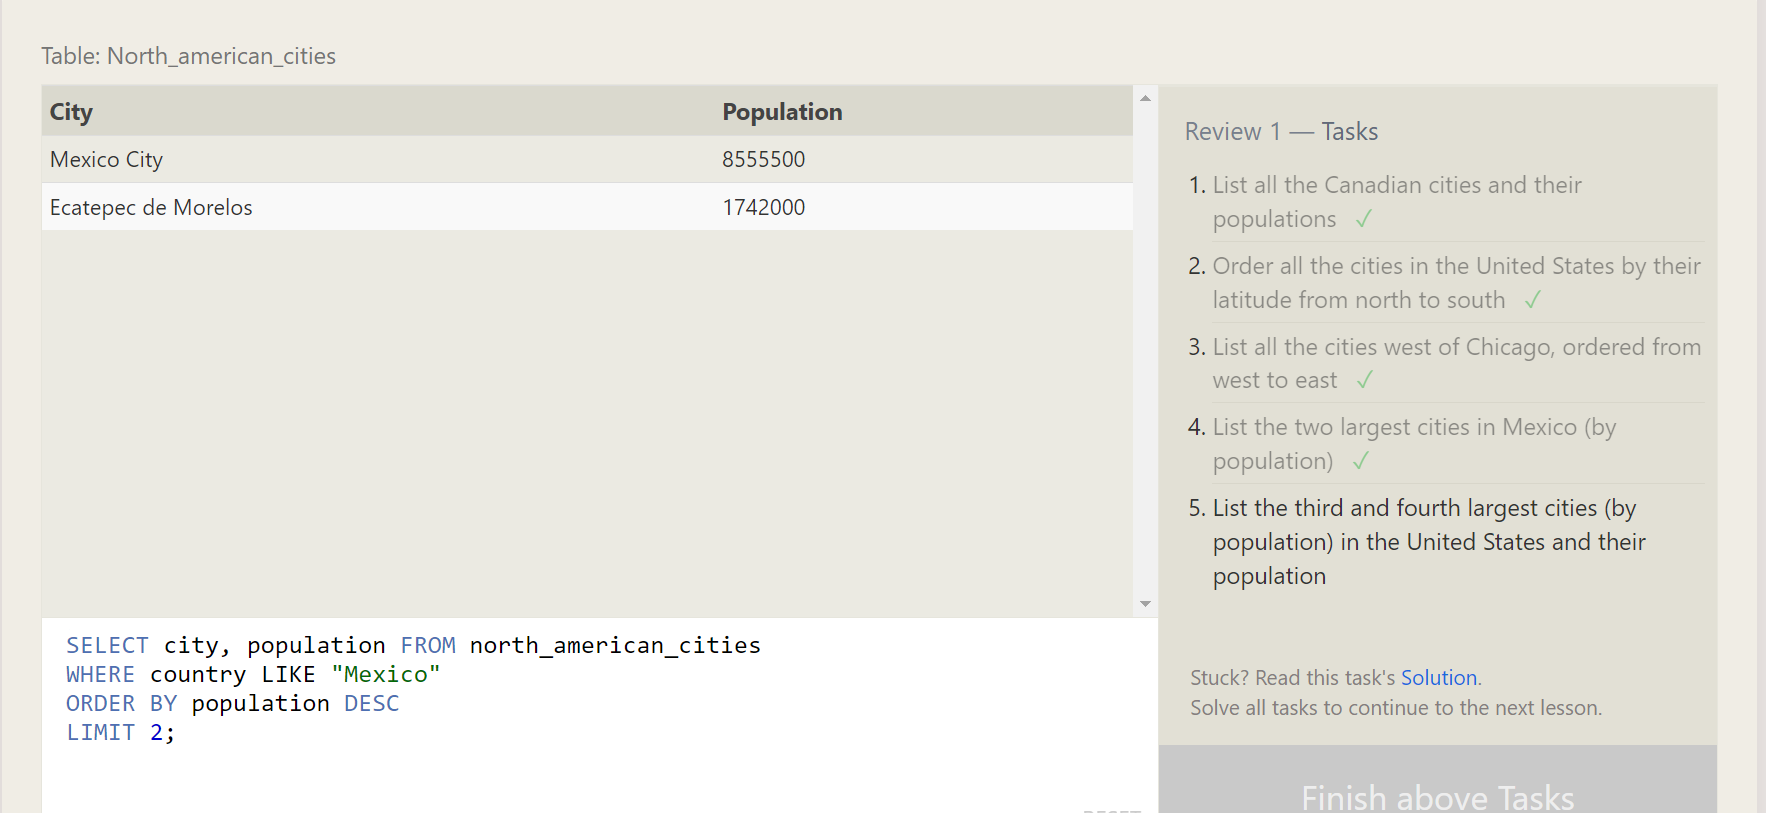 Table: North_american_cities
City Population
Mexico City 8555500
Ecatepec de Morelos 1742000
SELECT city, population FROM north_american_cities
WHERE country LIKE "Mexico"
ORDER BY population DESC
LIMIT 2;
Review 1 — Tasks
1. List all the Canadian cities and their
populations ✓
2. Order all the cities in the United States by their
latitude from north to south ✓
3. List all the cities west of Chicago, ordered from
west to east ✓
4. List the two largest cities in Mexico (by
population) ✓
5. List the third and fourth largest cities (by
population) in the United States and their
population
Stuck? Read this task's Solution.
Solve all tasks to continue to the next lesson.
Finish above Tasks